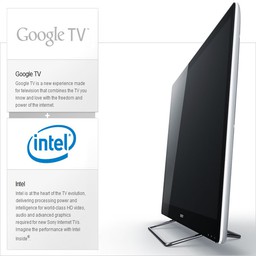 Google TV™
Google TV
Google TV is a new experience made
for television that combines the TV you
know and love with the freedom and
power of the internet.
+
intel
Intel
Intel is at the heart of the TV evolution,
delivering processing power and
intelligence for world-class HD video,
audio and advanced graphics
required for new Sony Internet TVs.
Imagine the performance with Intel
Inside®